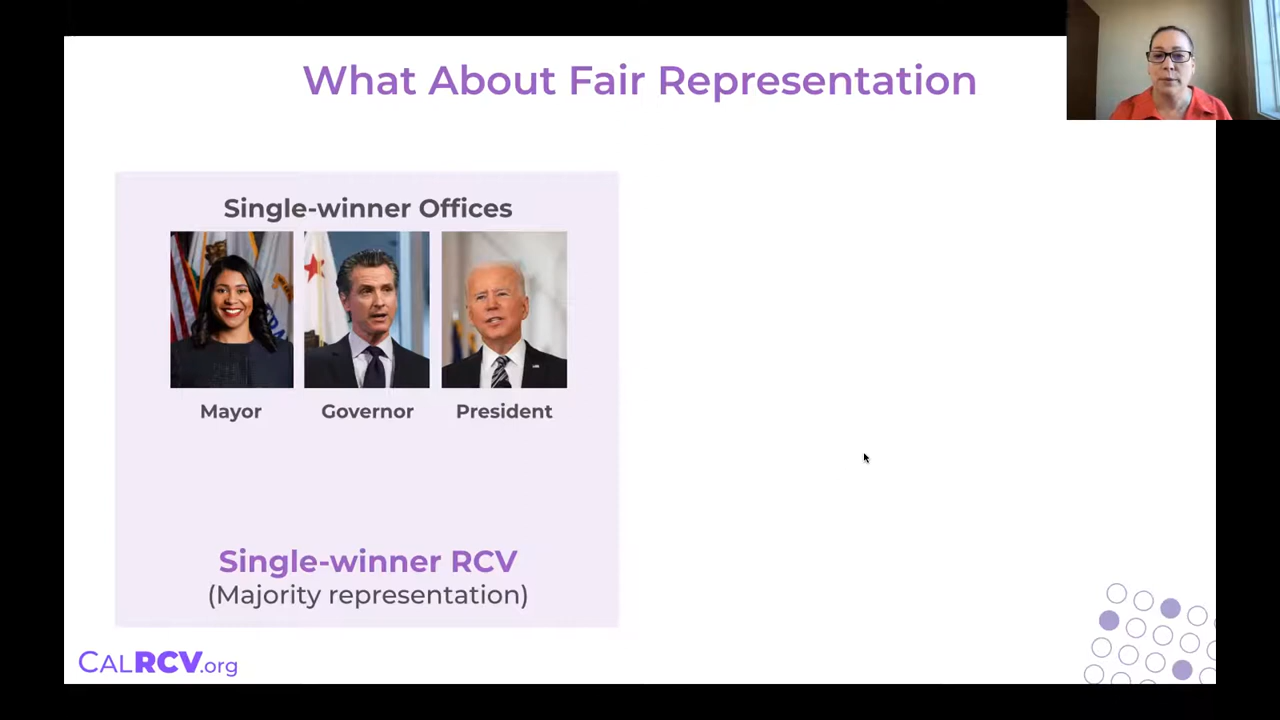 What About Fair Representation
Single-winner Offices
Mayor
Governor
President
Single-winner RCV
(Majority representation)
CALRCV.org